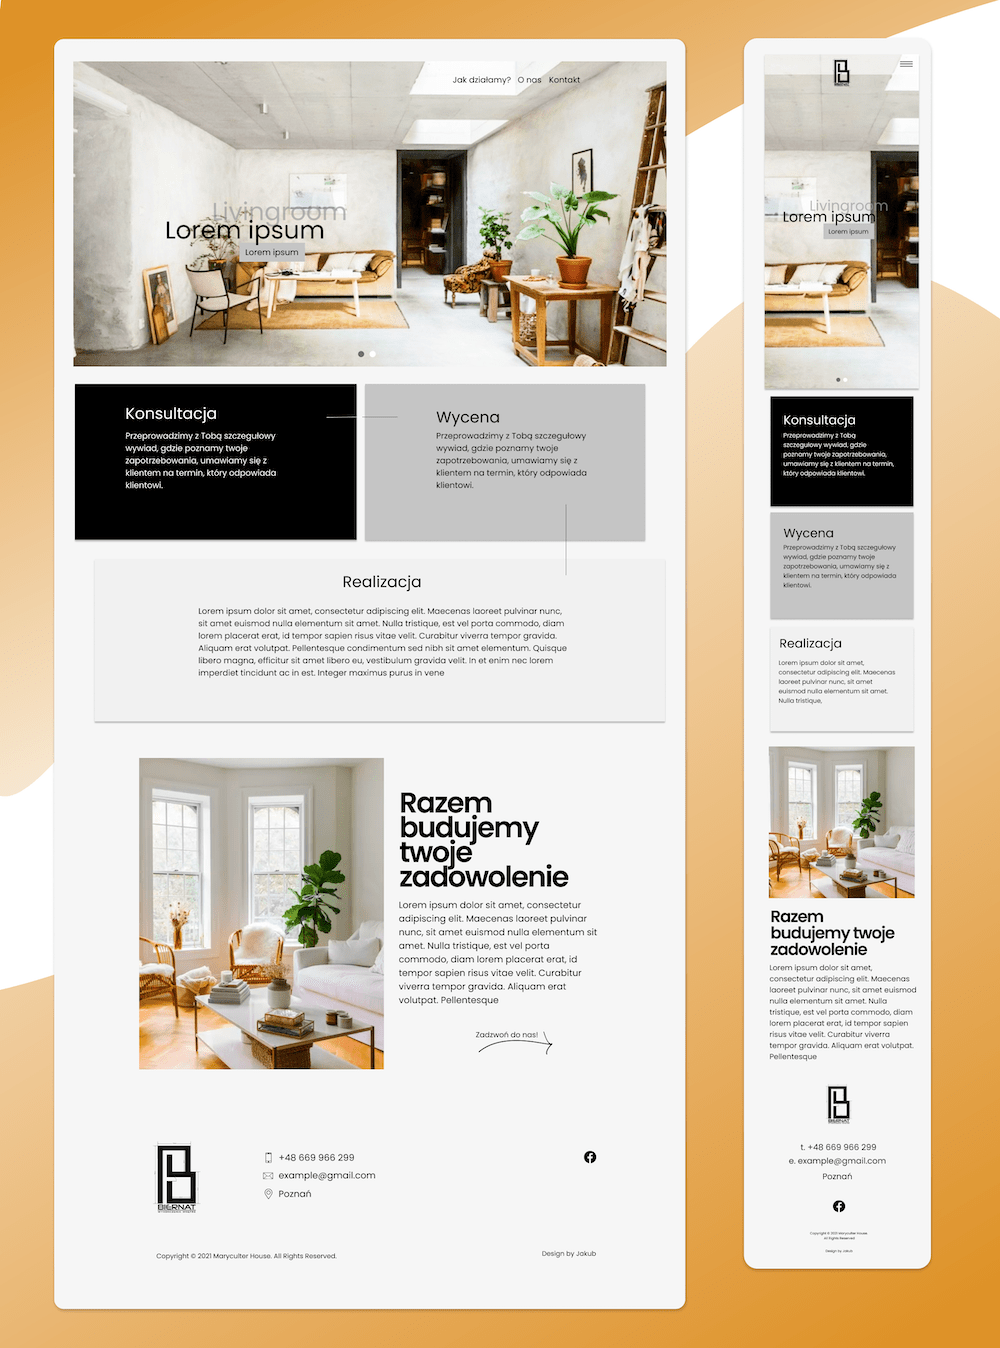 Jak działamy? O nas Kontakt
Livingroom
Lorem ipsum
Lorem ipsum
Konsultacja
Przeprowadzimy z Tobą szczegułowy
wywiad, gdzie poznamy twoje
zapotrzebowania, umawiamy się z
klientem na termin, który odpowiada
klientowi.
Wycena
Przeprowadzimy z Tobą szczegułowy
wywiad, gdzie poznamy twoje
zapotrzebowania, umawiamy się z
klientem na termin, który odpowiada
klientowi.
Realizacja
Lorem ipsum dolor sit amet, consectetur adipiscing elit. Maecenas laoreet pulvinar nunc,
sit amet euismod nulla elementum sit amet. Nulla tristique, est vel porta commodo, diam
lorem placerat erat, id tempor sapien risus vitae velit. Curabitur viverra tempor gravida.
Aliquam erat volutpat. Pellentesque condimentum sed nibh sit amet elementum. Quisque
libero magna, efficitur sit amet libero eu, vestibulum gravida velit. In et enim nec lorem
imperdiet tincidunt ac in est. Integer maximus purus in vene
Razem
budujemy
twoje
zadowolenie
Lorem ipsum dolor sit amet, consectetur
adipiscing elit. Maecenas laoreet pulvinar
nunc, sit amet euismod nulla elementum sit
amet. Nulla tristique, est vel porta
commodo, diam lorem placerat erat, id
tempor sapien risus vitae velit. Curabitur
viverra tempor gravida. Aliquam erat
volutpat. Pellentesque
Zadzwoń do nas!
BIERNAT
+48 669 966 299
example@gmail.com
Poznań
Copyright © 2021 Maryculter House. All Rights Reserved.
Design by Jakub
Livingroom
Lorem ipsum
Lorem ipsum
Konsultacja
Przeprowadzimy z Tobą
szczegułowy wywiad, gdzie
poznamy twoje zapotrzebowania,
umawiamy się z klientem na termin,
który odpowiada klientowi.
Wycena
Przeprowadzimy z Tobą szczegułowy
wywiad, gdzie poznamy twoje
zapotrzebowania, umawiamy się z
klientem na termin, który odpowiada
klientowi.
Realizacja
Lorem ipsum dolor sit amet,
consectetur adipiscing elit. Maecenas
laoreet pulvinar nunc, sit amet
euismod nulla elementum sit amet.
Nulla tristique,
Razem
budujemy twoje
zadowolenie
Lorem ipsum dolor sit amet,
consectetur adipiscing elit. Maecenas
laoreet pulvinar nunc, sit amet euismod
nulla elementum sit amet. Nulla
tristique, est vel porta commodo, diam
lorem placerat erat, id tempor sapien
risus vitae velit. Curabitur viverra
tempor gravida. Aliquam erat volutpat.
Pellentesque
BIERNAT
t. +48 669 966 299
e. example@gmail.com
Poznań
Copyright © 2021 Maryculter House.
All Rights Reserved
Design by Jakub